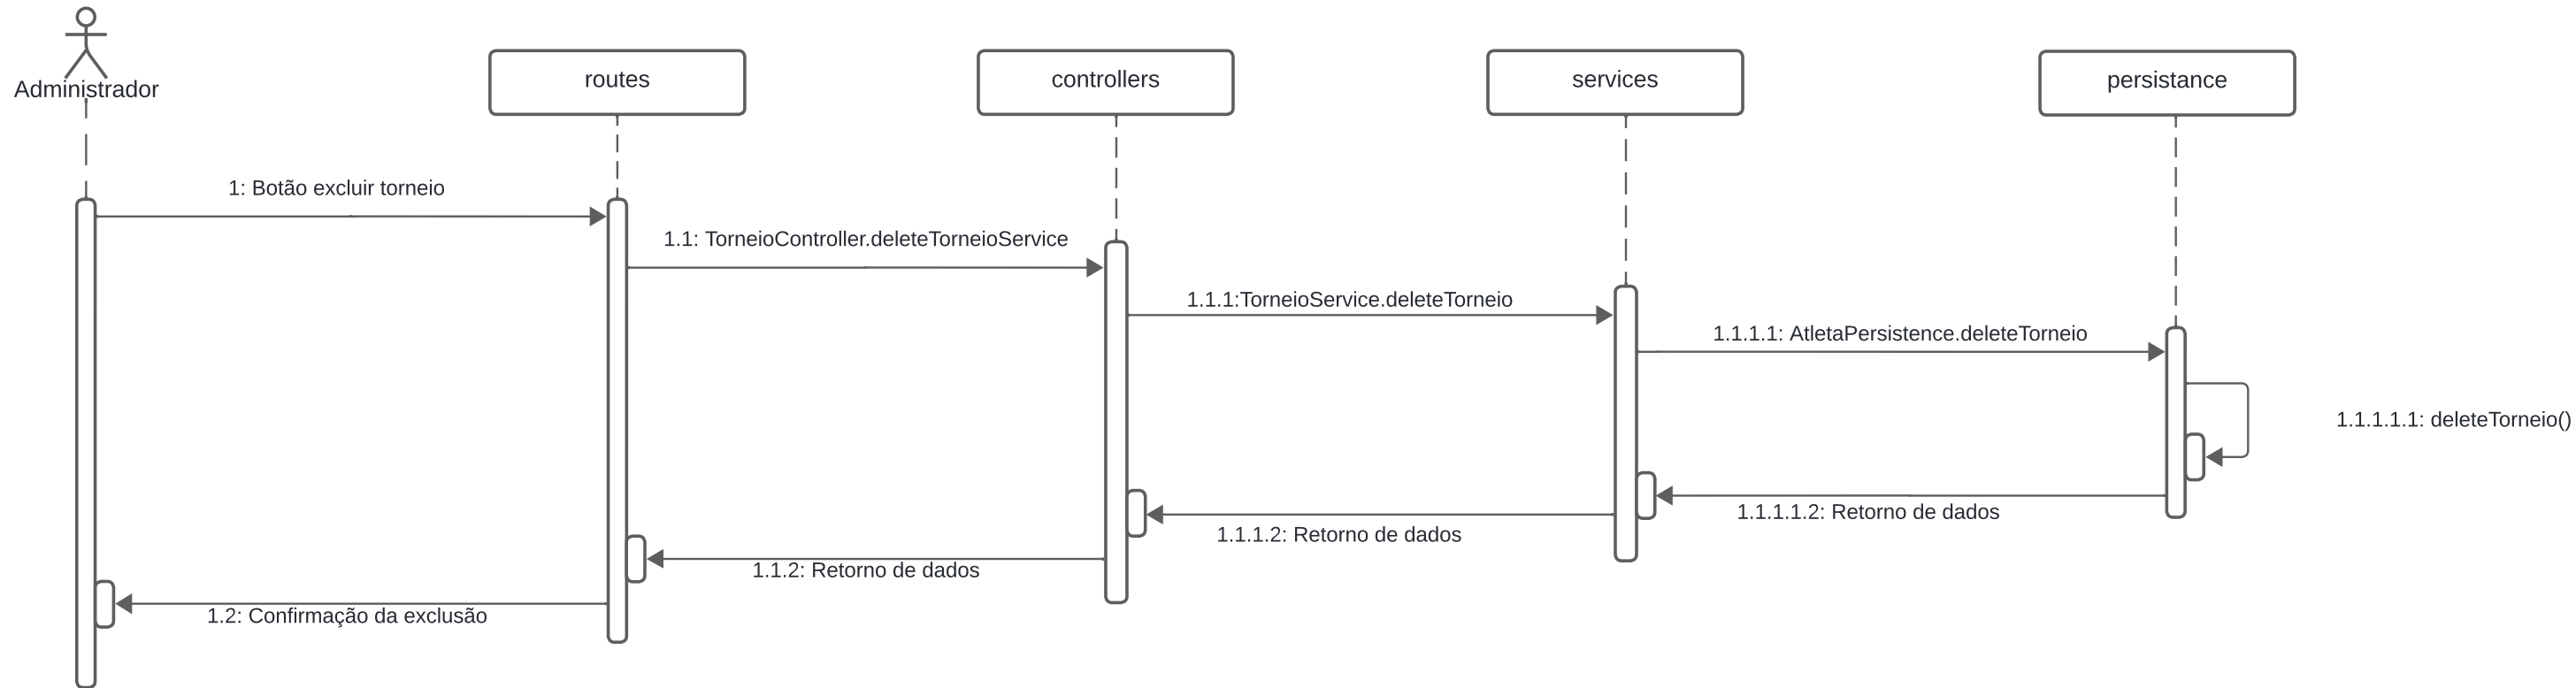 Administrador
routes
controllers
services
persistance
1: Botão excluir torneio
1.1: TorneioController.deleteTorneioService
1.1.1:TorneioService.deleteTorneio
1.1.1.1: AtletaPersistence.deleteTorneio
1.1.1.1.1: deleteTorneio()
1.1.1.1.2: Retorno de dados
1.1.1.2: Retorno de dados
1.1.2: Retorno de dados
1.2: Confirmação da exclusão